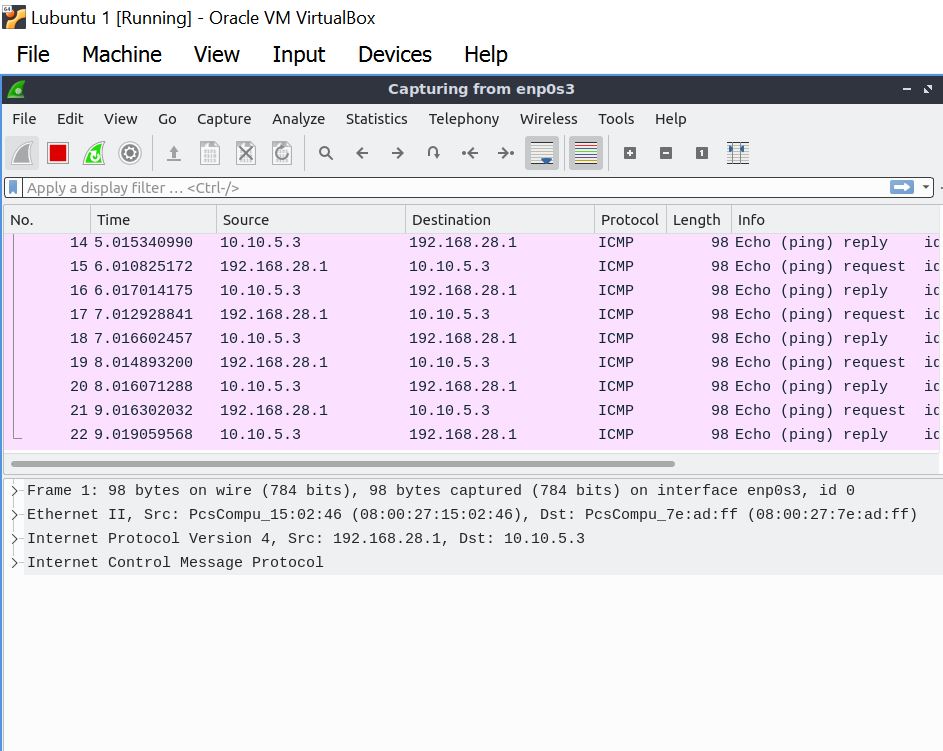 Lubuntu 1 [Running] - Oracle VM VirtualBox
File Machine View Input Devices Help
Capturing from enp0s3
File Edit View Go Capture Analyze Statistics Telephony Wireless Tools Help
Apply a display filter … <Ctrl-/>
No. Time Source Destination Protocol Length Info
14 5.015340990 10.10.5.3 192.168.28.1 ICMP 98 Echo (ping) reply
15 6.010825172 192.168.28.1 10.10.5.3 ICMP 98 Echo (ping) request
16 6.017014175 10.10.5.3 192.168.28.1 ICMP 98 Echo (ping) reply
17 7.012928841 192.168.28.1 10.10.5.3 ICMP 98 Echo (ping) request
18 7.016602457 10.10.5.3 192.168.28.1 ICMP 98 Echo (ping) reply
19 8.014893200 192.168.28.1 10.10.5.3 ICMP 98 Echo (ping) request
20 8.016071288 10.10.5.3 192.168.28.1 ICMP 98 Echo (ping) reply
21 9.016302032 192.168.28.1 10.10.5.3 ICMP 98 Echo (ping) request
22 9.019059568 10.10.5.3 192.168.28.1 ICMP 98 Echo (ping) reply
Frame 1: 98 bytes on wire (784 bits), 98 bytes captured (784 bits) on interface enp0s3, id 0
Ethernet II, Src: PcsCompu_15:02:46 (08:00:27:15:02:46), Dst: PcsCompu_7e:ad:ff (08:00:27:7e:ad:ff)
Internet Protocol Version 4, Src: 192.168.28.1, Dst: 10.10.5.3
Internet Control Message Protocol